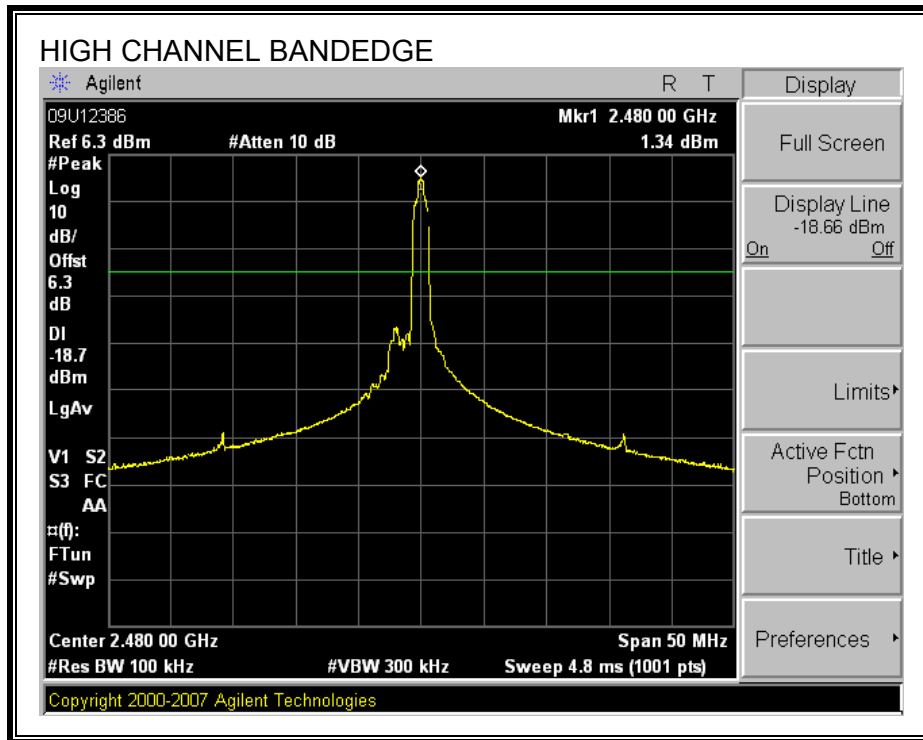 HIGH CHANNEL BANDEDGE
Agilent R T Display
09U12386 Mkr1 2.480 00 GHz
Ref 6.3 dBm #Atten 10 dB 1.34 dBm
#Peak
Log
10
dB/
Offst
6.3
dB
DI
-18.7
dBm
LgAv
V1 S2
S3 FC
AA
¤(f):
FTun
#Swp
Center 2.480 00 GHz Span 50 MHz
#Res BW 100 kHz #VBW 300 kHz Sweep 4.8 ms (1001 pts)
Copyright 2000-2007 Agilent Technologies
Full Screen
Display Line
-18.66 dBm
On Off
Limits
Active Fctn
Position
Bottom
Title
Preferences